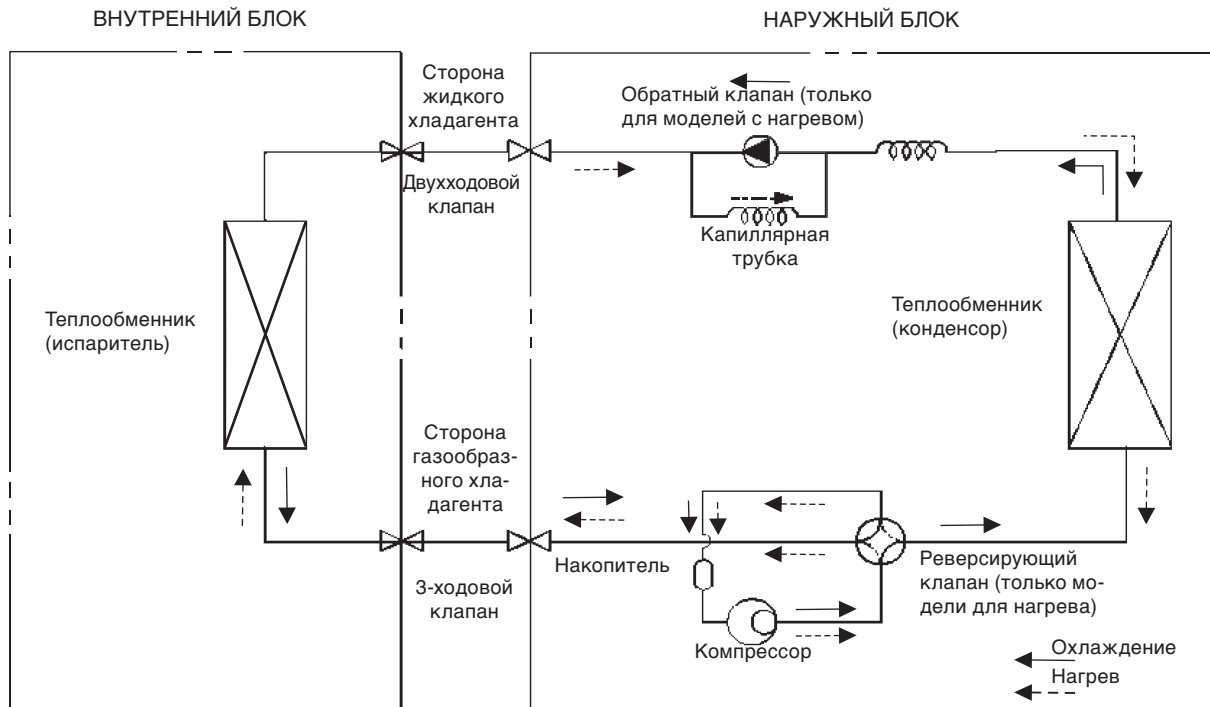 ВНУТРЕННИЙ БЛОК
НАРУЖНЫЙ БЛОК
Сторона
жидкого
хладагента
Обратный клапан (только
для моделей с нагревом)
Двухходовой
клапан
Капиллярная
трубка
Теплообменник
(испаритель)
Теплообменник
(конденсор)
Сторона
газообраз-
ного хла-
дагента
Накопитель
3-ходовой
клапан
Реверсирующий
клапан (только мо-
дели для нагрева)
Компрессор
Охлаждение
Нагрев